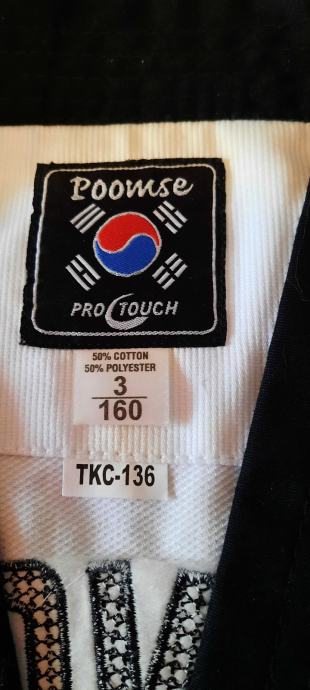 Poomse
PRO TOUCH
50% COTTON
50% POLYESTER
3
160
TKC-136